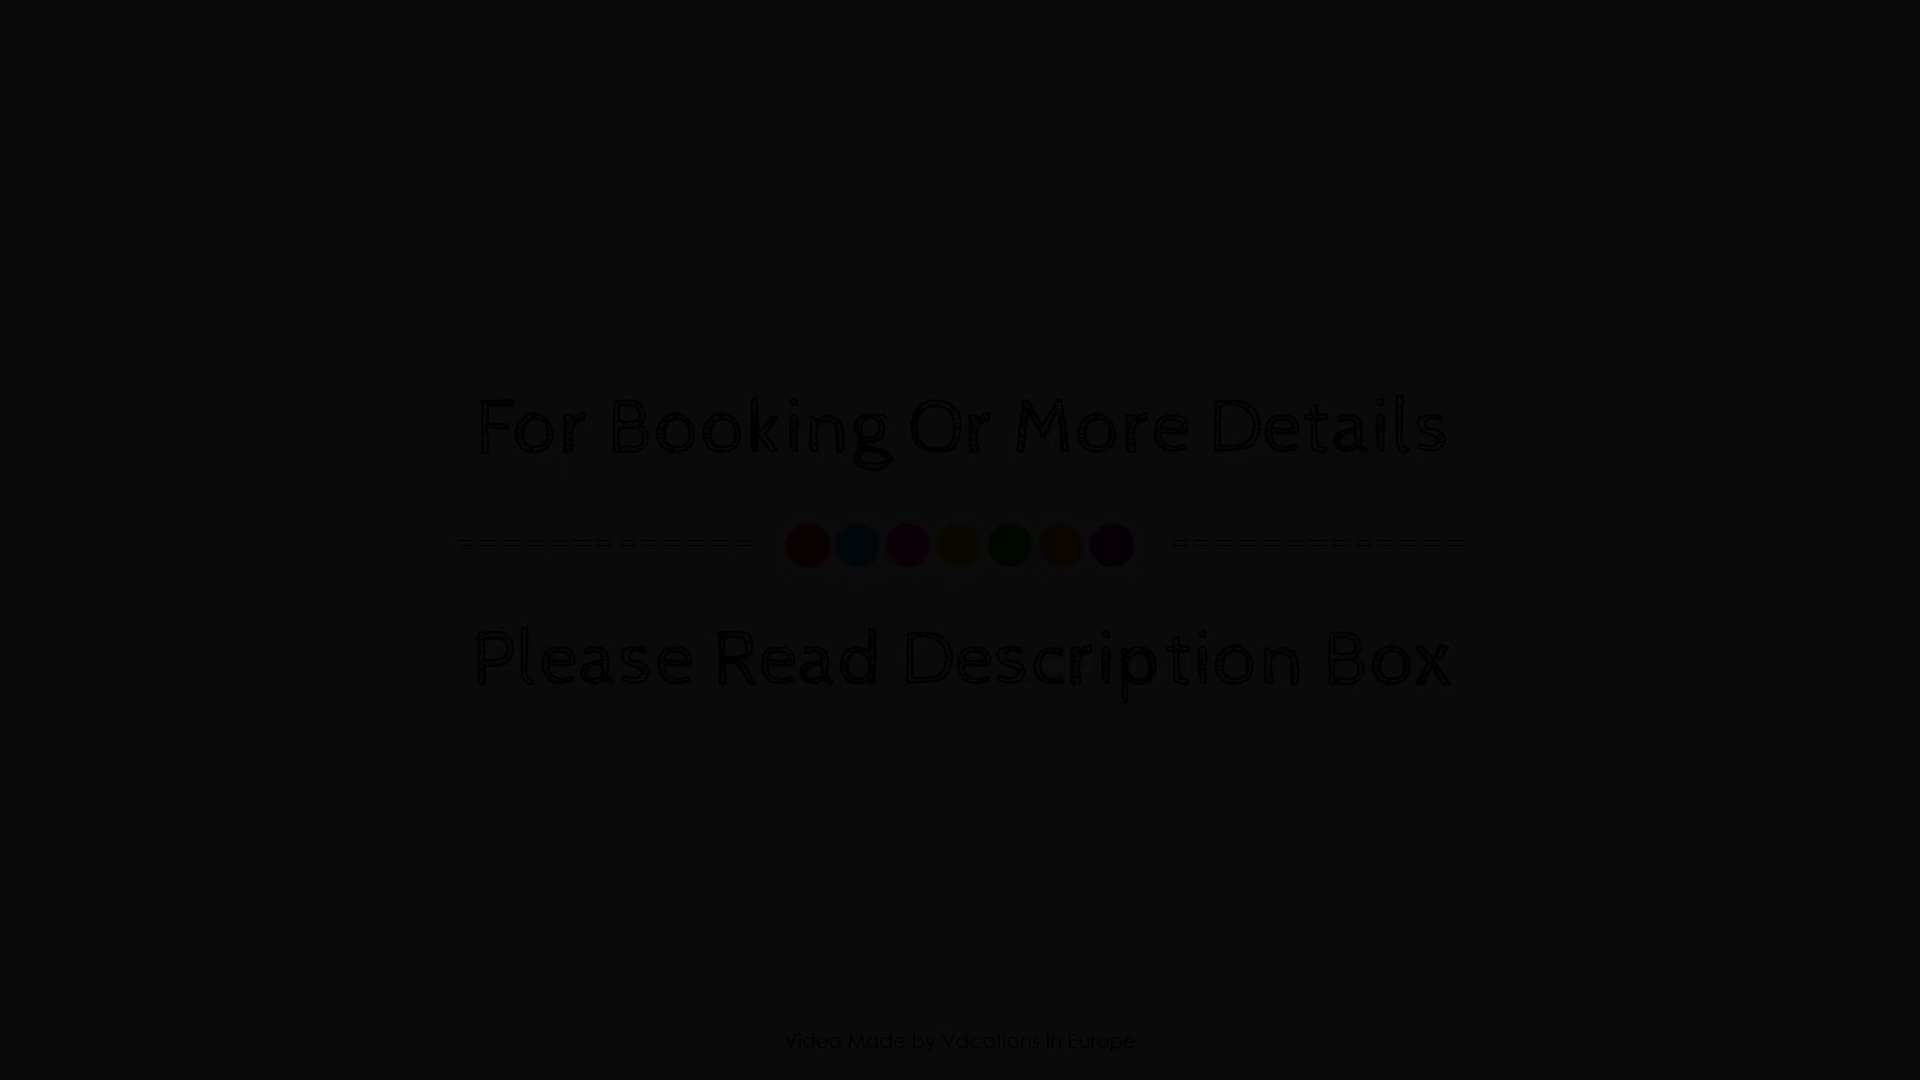 For Booking Or More Details
Please Read Description Box
Video Made by Vacations In Europe